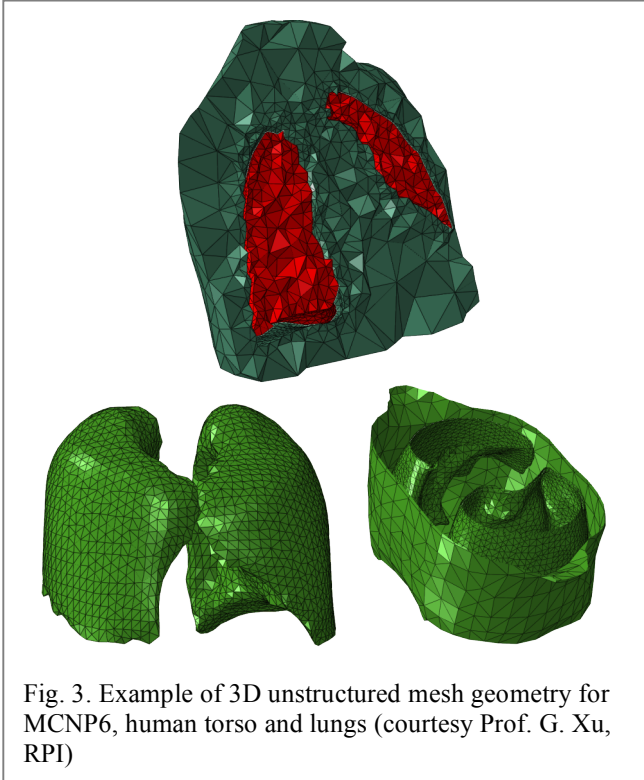 Fig. 3. Example of 3D unstructured mesh geometry for
MCNP6, human torso and lungs (courtesy Prof. G. Xu,
RPI)